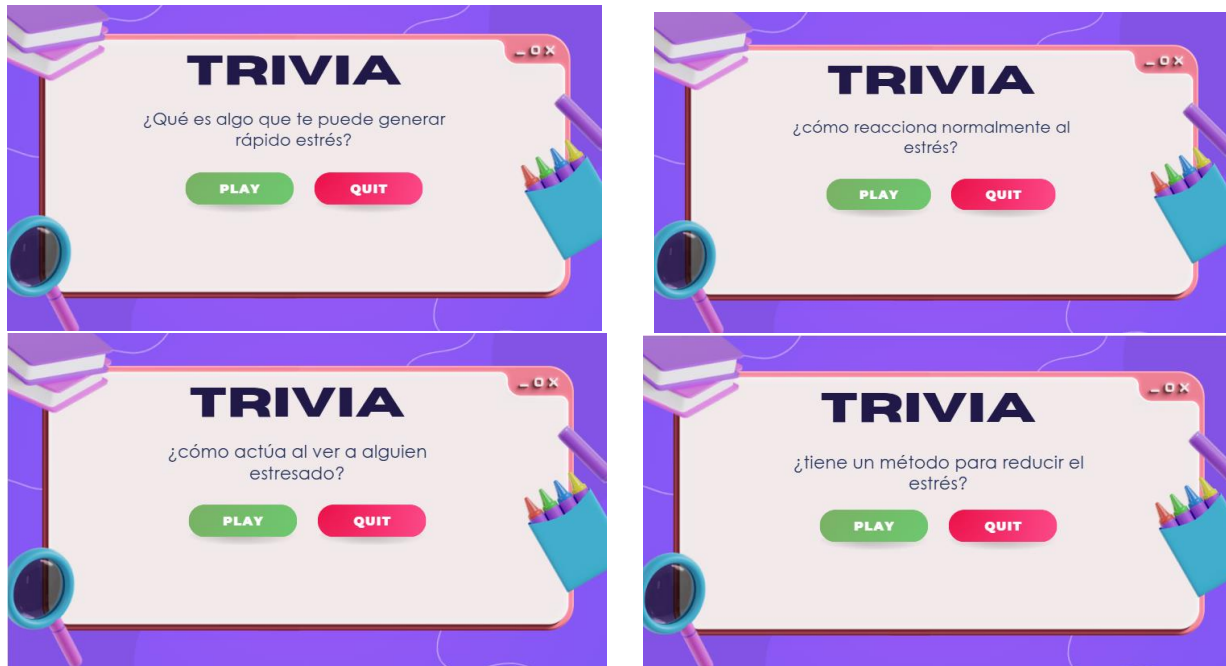 TRIVIA
¿Qué es algo que te puede generar
rápido estrés?
PLAY
QUIT
TRIVIA
¿cómo reacciona normalmente al
estrés?
PLAY
QUIT
TRIVIA
¿cómo actúa al ver a alguien
estresado?
PLAY
QUIT
TRIVIA
¿tiene un método para reducir el
estrés?
PLAY
QUIT